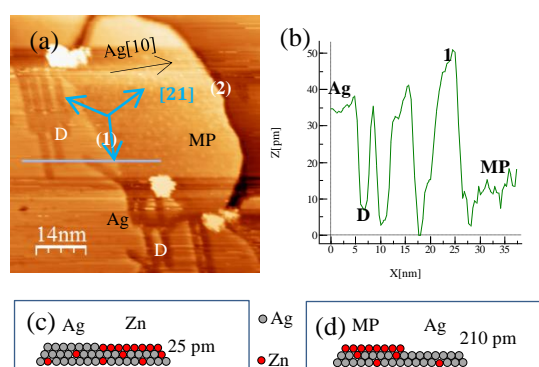 (a)
Ag[10]
[21]
(2)
D
(1)
MP
Ag
14nm
D
(b)
Z[pm]
50
40
30
20
10
0
Ag
1
D
MP
0
5
10
15
20
25
30
35
X[nm]
(c)
Ag
Zn
25 pm
Ag
Zn
(d)
MP
Ag
210 pm